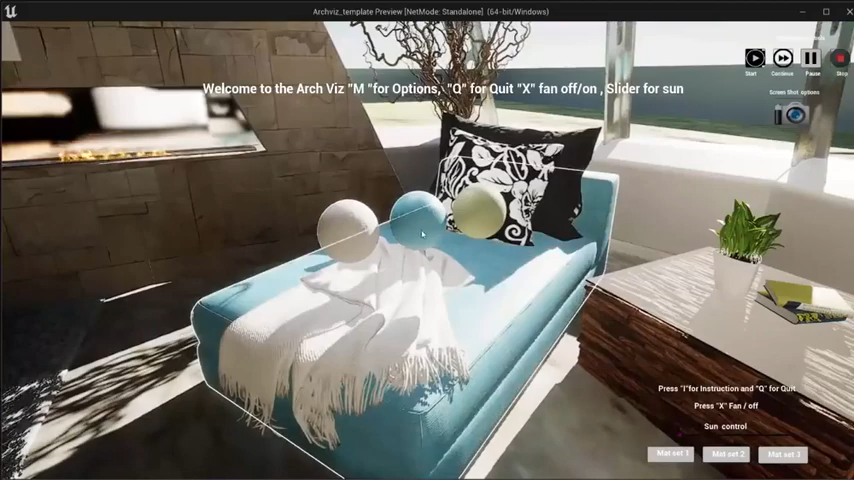 Archviz_template Preview [NetMode: Standalone] (64-bit/Windows)
Welcome to the Arch Viz "M "for Options, "Q" for Quit "X" fan off/on , Slider for sun
Start
Continue
Pause
Stop
Screen Shot options
Press "I"for Instruction and "Q" for Quit
Press "X" Fan / off
Sun control
Mat set 1
Mat set 2
Mat set 3